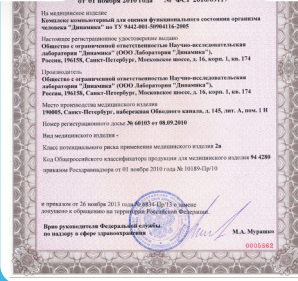 от 01 ноября 2010 года
На медицинское изделие
Комплекс компьютерный для оценки функционального состояния организма
человека "Динамика" по ТУ 9442-001-50904116-2005
Настоящее регистрационное удостоверение выдано
Общество с ограниченной ответственностью Научно-исследовательская
лаборатория "Динамика" (ООО Лаборатория "Динамика"),
Россия, 196158, Санкт-Петербург, Московское шоссе, д. 16, корп. 1, кв. 174
Производитель
Общество с ограниченной ответственностью Научно-исследовательская
лаборатория "Динамика" (ООО Лаборатория "Динамика"),
Россия, 196158, Санкт-Петербург, Московское шоссе, д. 16, корп. 1, кв. 174
Место производства медицинского изделия
190005, Санкт-Петербург, набережная Обводного канала, д. 145, лит. А, пом. 1 Н
Номер регистрационного досье № 60103 от 08.09.2010
Вид медицинского изделия -
Класс потенциального риска применения медицинского изделия 2а
Код Общероссийского классификатора продукции для медицинского изделия 94 4280
приказом Росздравнадзора от 01 ноября 2010 года № 10189-Пр/10
и приказом от 26 ноября 2013 года № 6834-Пр/13 о замене
допущено к обращению на территории Российской Федерации.
Врио руководителя Федеральной службы
по надзору в сфере здравоохранения
М.А. Мурашко
0005562